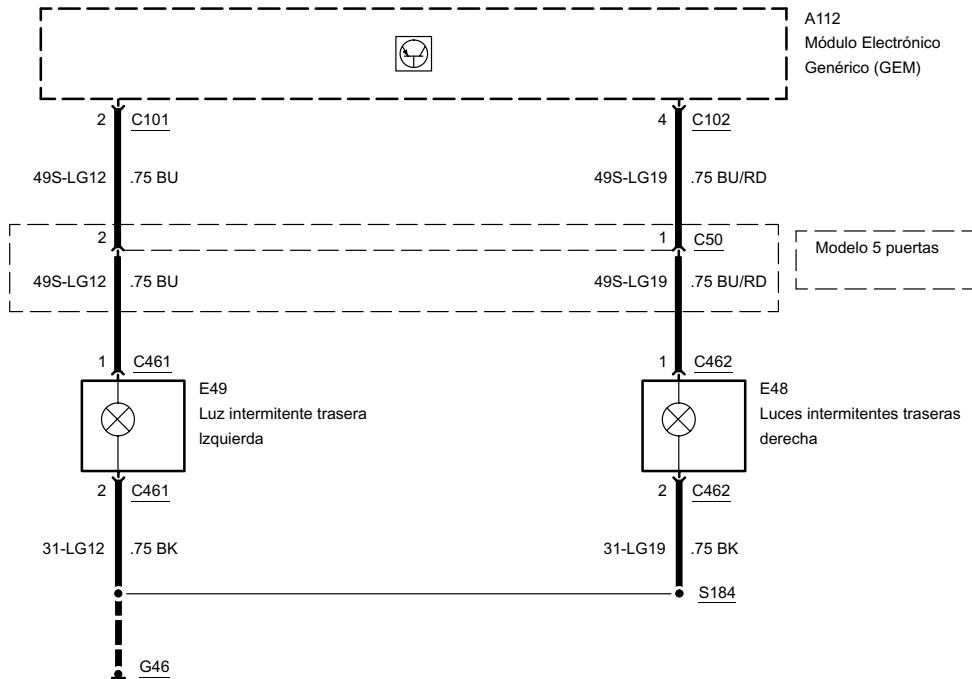 A112
Módulo Electrónico
Genérico (GEM)
2 C101
4 C102
49S-LG12 .75 BU
49S-LG19 .75 BU/RD
2
1 C50
Modelo 5 puertas
49S-LG12 .75 BU
49S-LG19 .75 BU/RD
1 C461
1 C462
E49
Luz intermitente trasera
Izquierda
E48
Luces intermitentes traseras
derecha
2 C461
2 C462
31-LG12 .75 BK
31-LG19 .75 BK
S184
G46